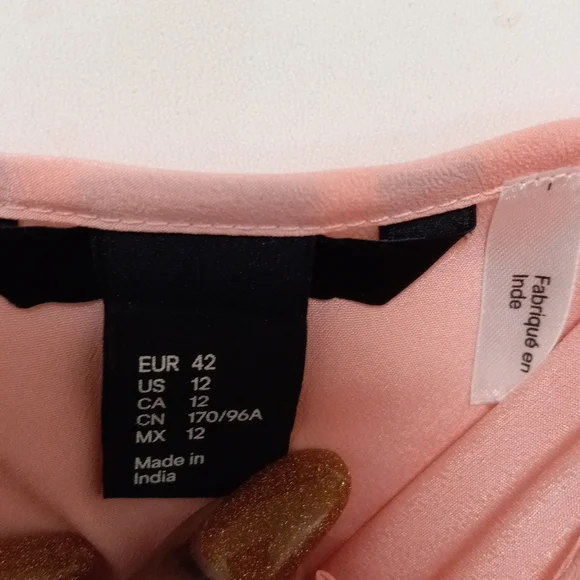 EUR 42
US 12
CA 12
CN 170/96A
MX 12
Made in
India
Fabriqué en
Inde